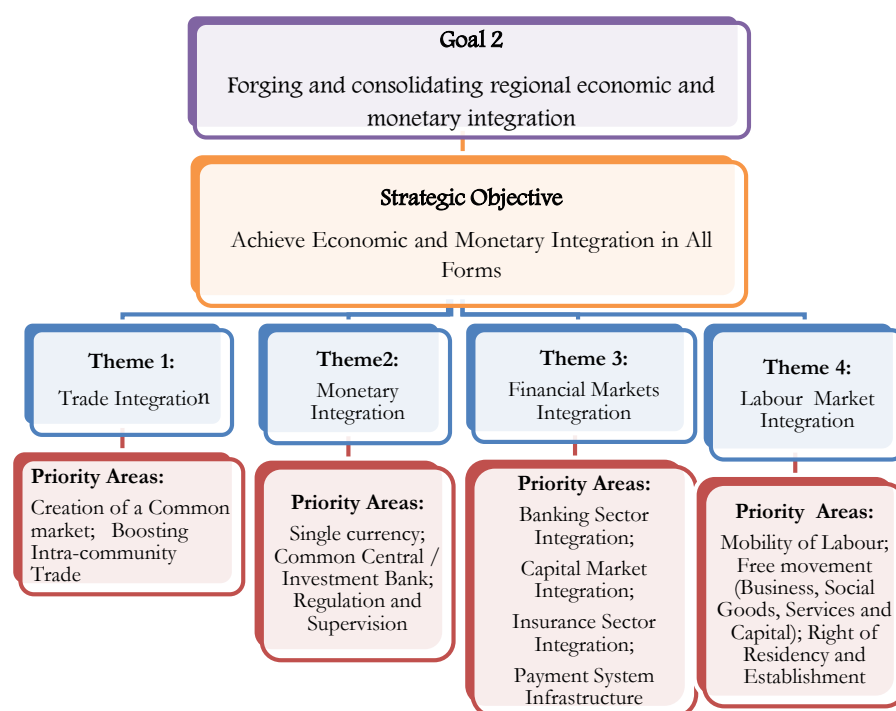 Goal 2
Forging and consolidating regional economic and
monetary integration
Strategic Objective
Achieve Economic and Monetary Integration in All
Forms
Theme 1:
Trade Integration
Priority Areas:
Creation of a Common
market; Boosting
Intra-community
Trade
Theme2:
Monetary
Integration
Priority Areas:
Single currency;
Common Central /
Investment Bank;
Regulation and
Supervision
Theme 3:
Financial Markets
Integration
Priority Areas:
Banking Sector
Integration;
Capital Market
Integration;
Insurance Sector
Integration;
Payment System
Infrastructure
Theme 4:
Labour Market
Integration
Priority Areas:
Mobility of Labour;
Free movement
(Business, Social
Goods, Services and
Capital); Right of
Residency and
Establishment